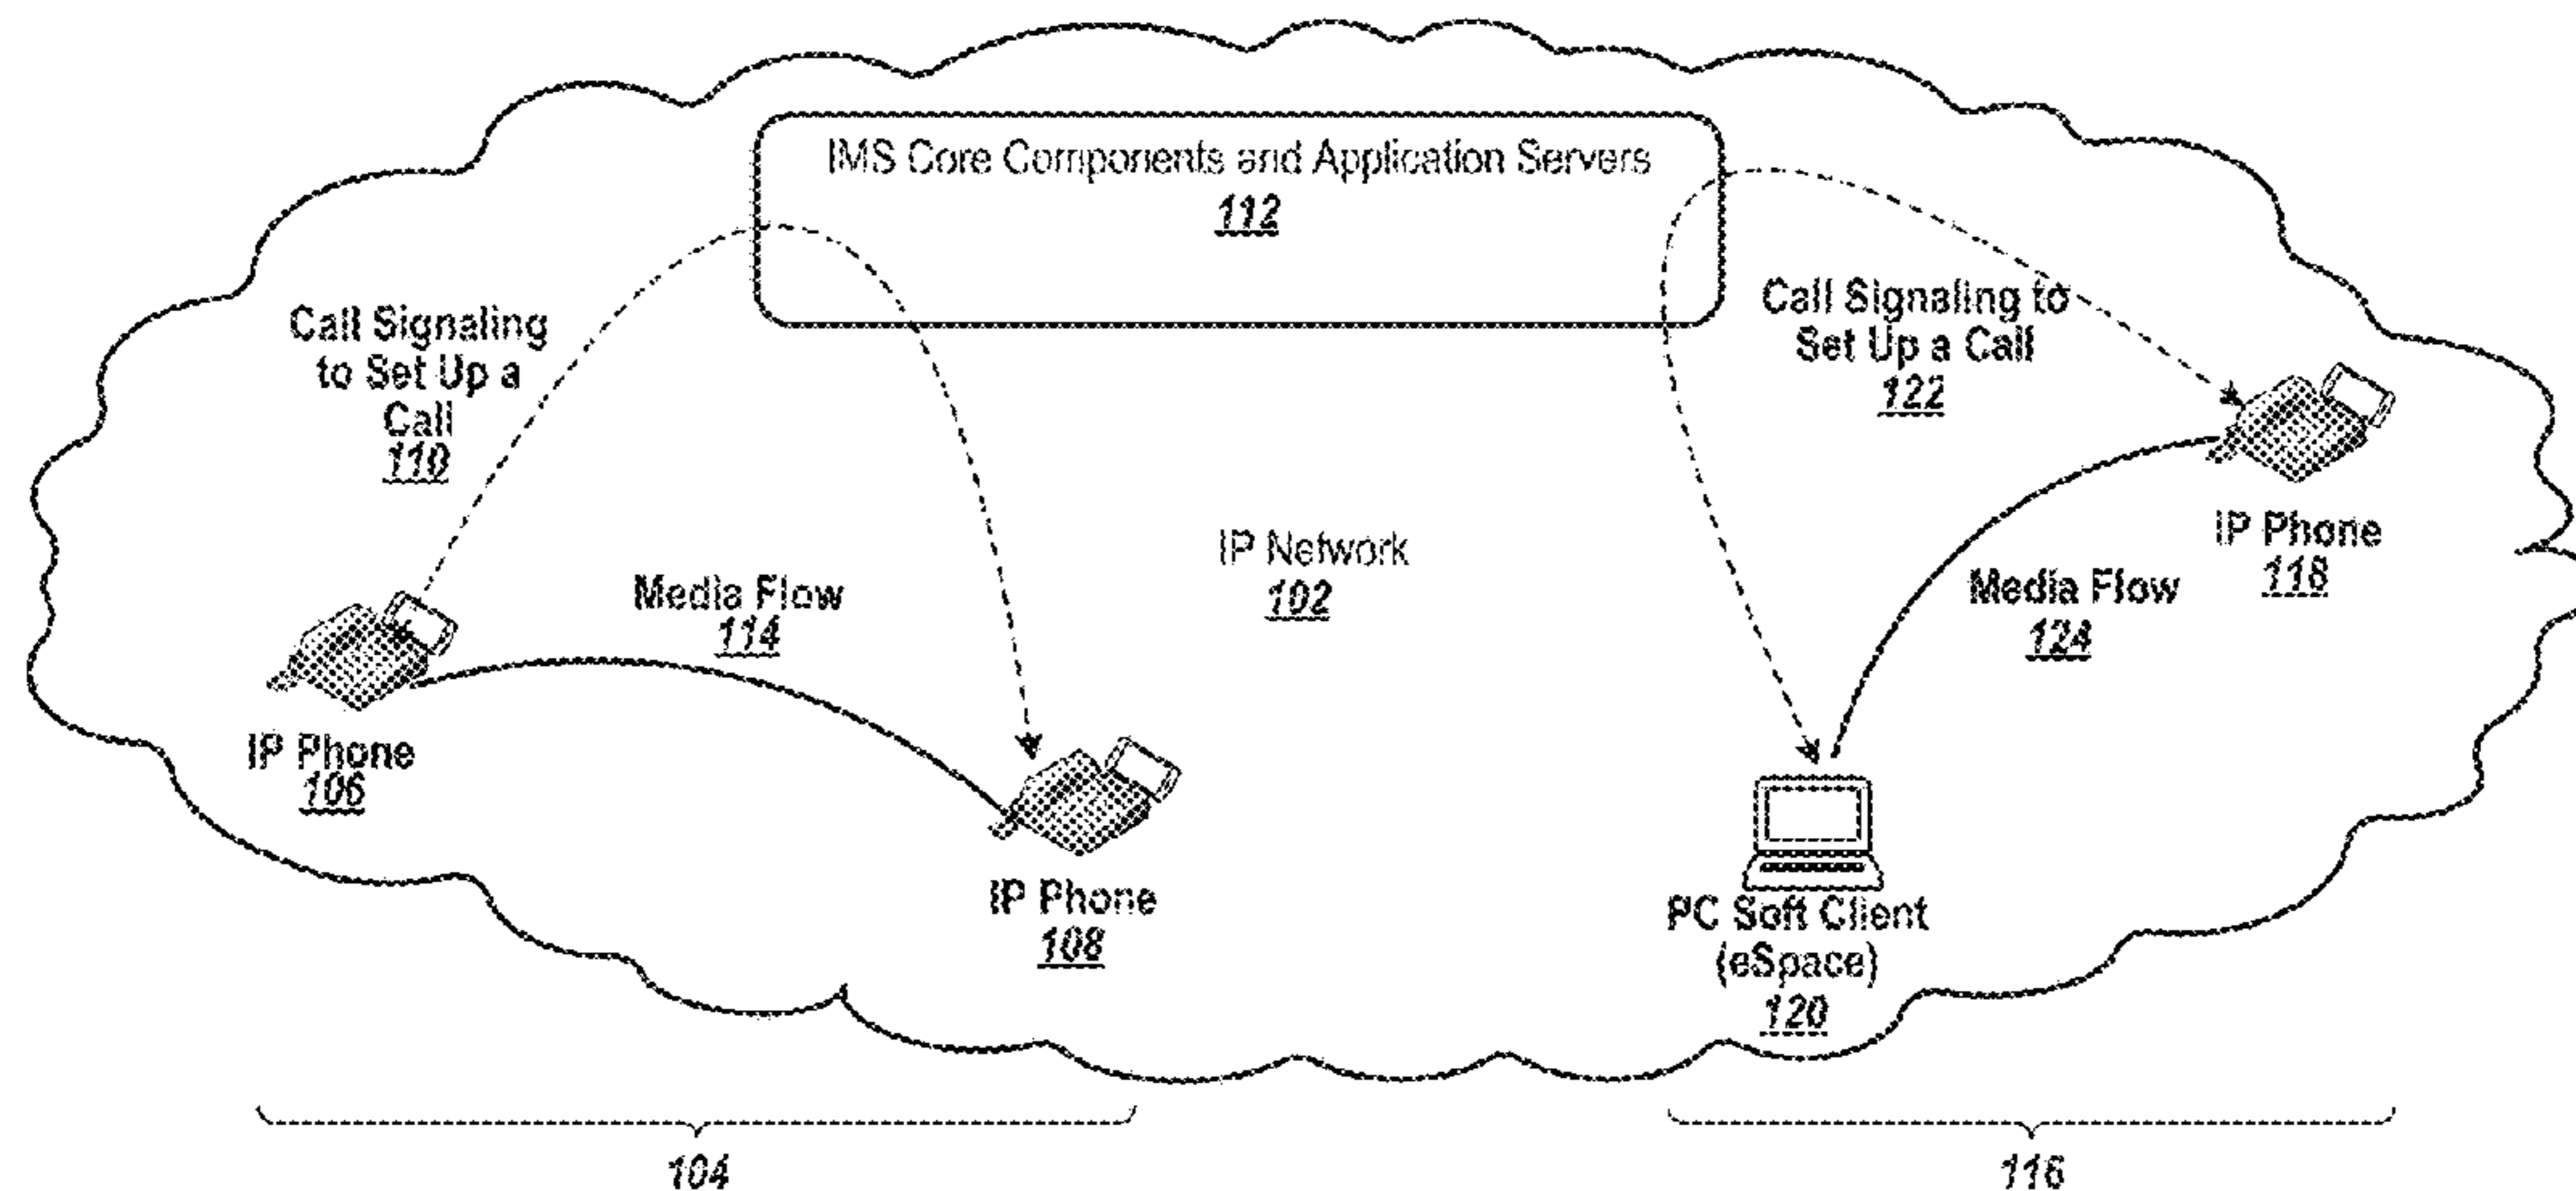 IMS Core Components and Application Servers
112
Call Signaling
to Set Up a
Call
110
Call Signaling to
Set Up a Call
122
IP Network
102
IP Phone
118
Media Flow
114
Media Flow
124
IP Phone
106
IP Phone
108
PC Soft Client
(eSpace)
120
104
116